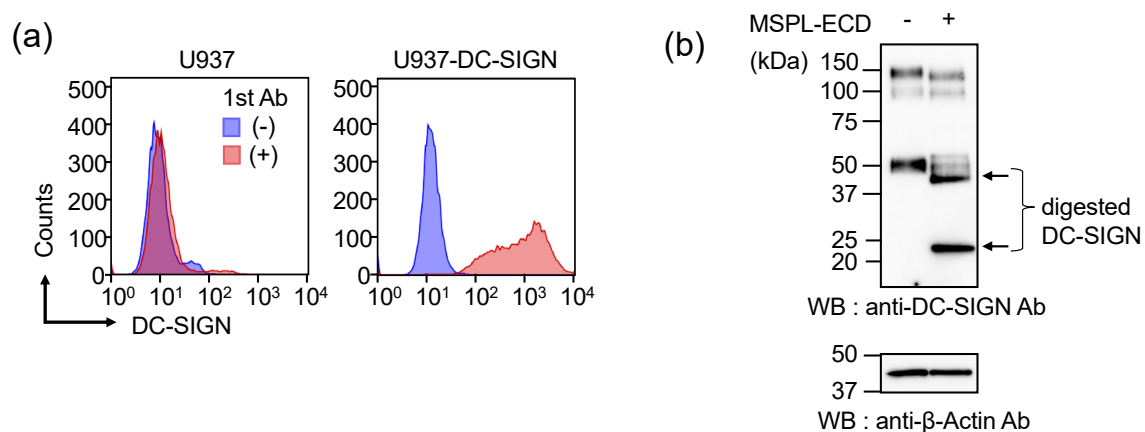 (a)
U937
U937-DC-SIGN
500
400
300
200
100
0
1st Ab
(-)
(+)
10⁰ 10¹ 10² 10³ 10⁴
500
400
300
200
100
0
10⁰ 10¹ 10² 10³ 10⁴
Counts
DC-SIGN
(b)
MSPL-ECD - +
(kDa)
150
100
75
50
37
25
20
digested
DC-SIGN
WB : anti-DC-SIGN Ab
50
37
WB : anti-β-Actin Ab